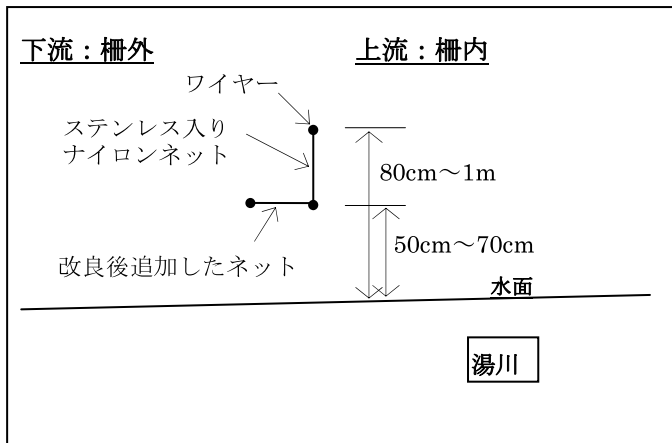 下流：柵外
上流：柵内
ワイヤー
ステンレス入り
ナイロンネット
80cm～1m
50cm～70cm
改良後追加したネット
水面
湯川